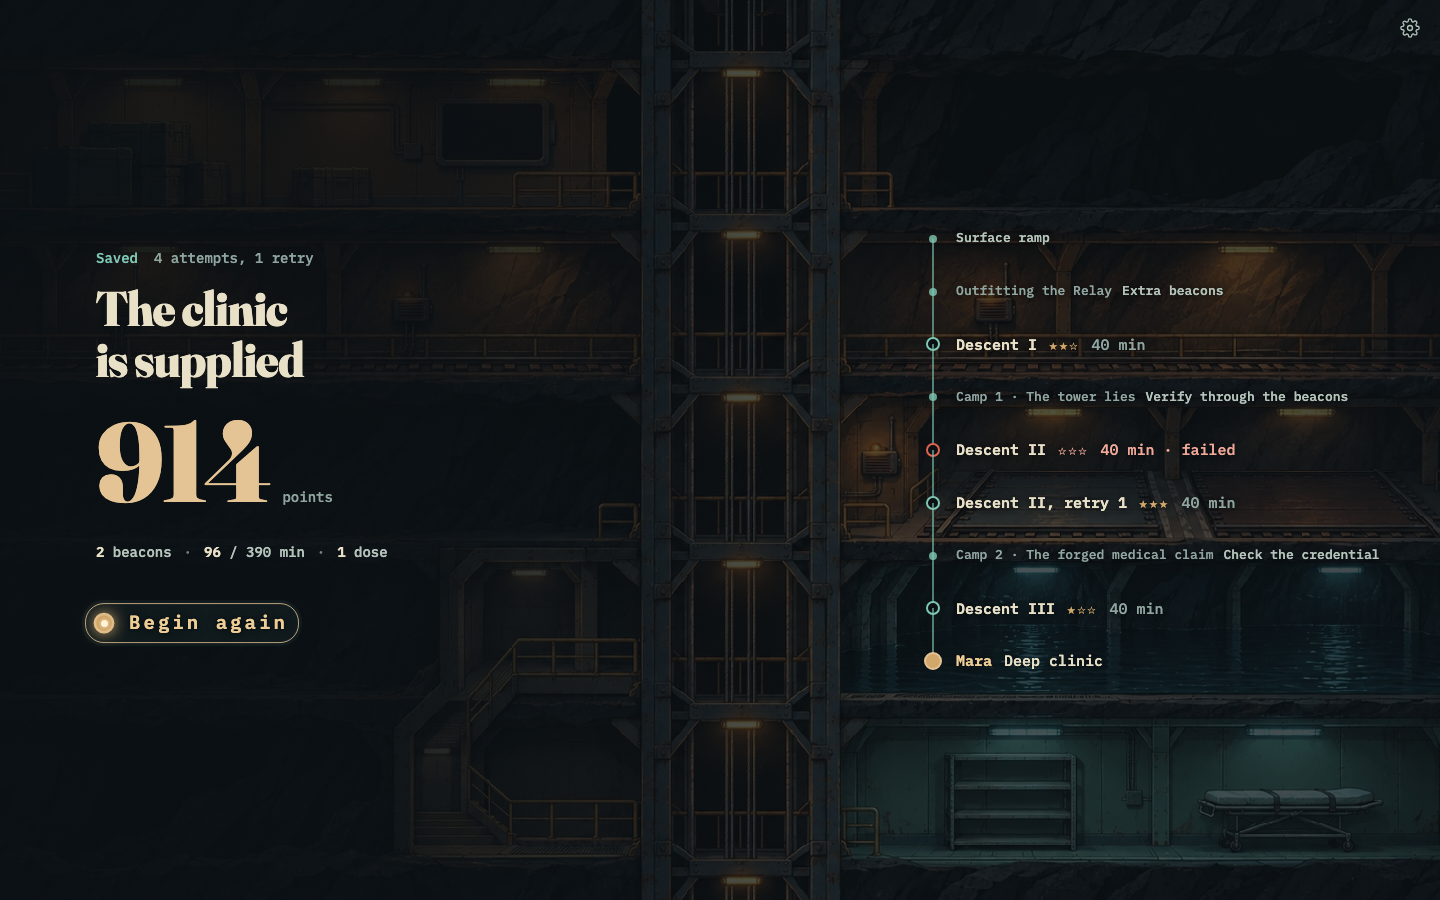 Saved 4 attempts, 1 retry
The clinic
is supplied
914 points
2 beacons · 96 / 390 min · 1 dose
Begin again
Surface ramp
Outfitting the Relay Extra beacons
Descent I ★★☆ 40 min
Camp 1 · The tower lies Verify through the beacons
Descent II ☆☆☆ 40 min · failed
Descent II, retry 1 ★★★ 40 min
Camp 2 · The forged medical claim Check the credential
Descent III ★☆☆ 40 min
Mara Deep clinic